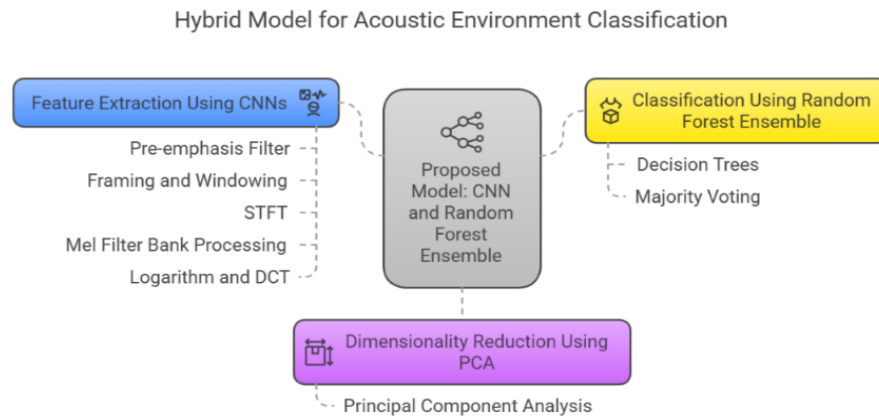 Hybrid Model for Acoustic Environment Classification
Feature Extraction Using CNNs
Pre-emphasis Filter
Framing and Windowing
STFT
Mel Filter Bank Processing
Logarithm and DCT
Proposed
Model: CNN
and Random
Forest
Ensemble
Classification Using Random
Forest Ensemble
Decision Trees
Majority Voting
Dimensionality Reduction Using
PCA
Principal Component Analysis